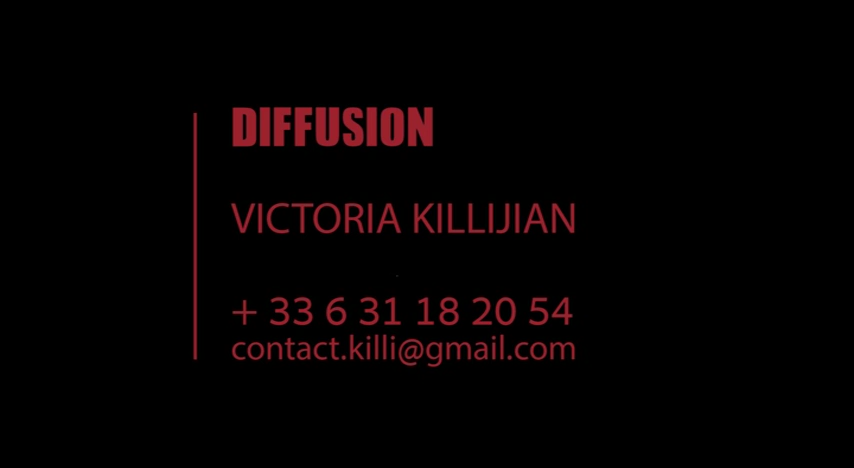 DIFFUSION
VICTORIA KILLIJIAN
+ 33 6 31 18 20 54
contact.killi@gmail.com